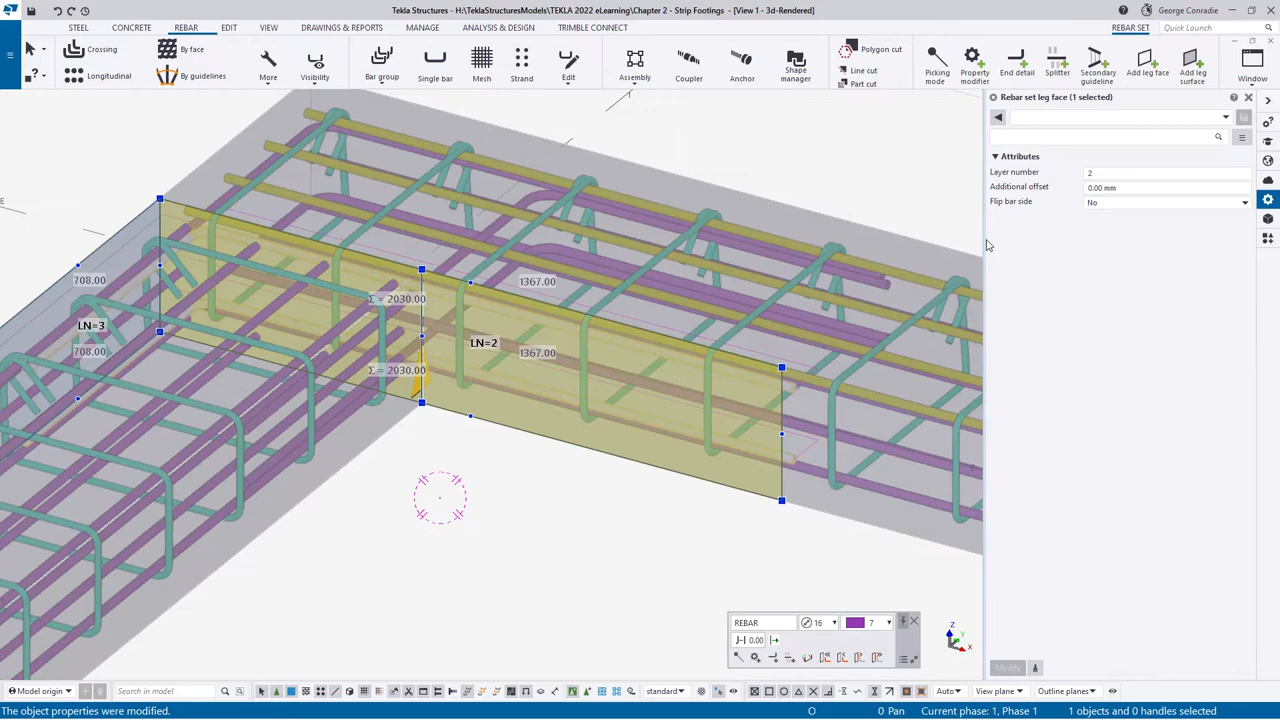 Tekla Structures - H:\TeklaStructuresModels\TEKLA 2022 eLearning\Chapter 2 - Strip Footings - [View 1 - 3d-Rendered]
George Conradie
STEEL CONCRETE REBAR EDIT VIEW DRAWINGS & REPORTS MANAGE ANALYSIS & DESIGN TRIMBLE CONNECT REBAR SET Quick Launch
Crossing
Longitudinal
By face
By guidelines
More
Visibility
Bar group
Single bar
Mesh
Strand
Edit
Assembly
Coupler
Anchor
Shape manager
Polygon cut
Line cut
Part cut
Picking mode
Property modifier
End detail
Splitter
Secondary guideline
Add leg face
Add leg surface
Window
Rebar set leg face (1 selected)
Attributes
Layer number 2
Additional offset 0.00 mm
Flip bar side No
Modify
E
708.00
LN=3
708.00
Σ = 2030.00
Σ = 2030.00
1367.00
LN=2
1367.00
REBAR 16 7
0.00
Z
Y
X
Model origin
Search in model
standard
Auto
View plane
Outline planes
The object properties were modified.
O
0 Pan
Current phase: 1, Phase 1
1 objects and 0 handles selected